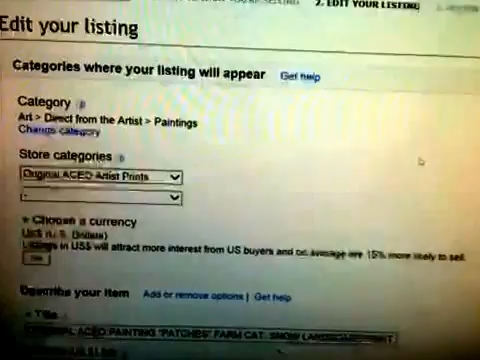 2. EDIT YOUR LISTING
Edit your listing
Categories where your listing will appear Get help
Category
Art > Direct from the Artist > Paintings
Change category
Store categories
Original ACEO Artist Prints
-
* Choose a currency
US$ (U.S. Dollars)
Listings in US$ will attract more interest from US buyers and on average are 15% more likely to sell.
Describe your item Add or remove options | Get help
* Title
ORIGINAL ACEO PAINTING "PATCHES" FARM CAT SNOW LANDSCAPE